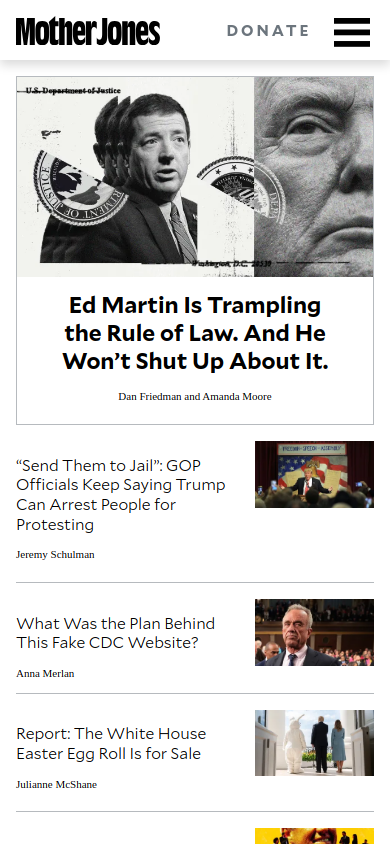 Mother Jones
DONATE
U.S. Department of Justice
Washington, D.C. 20530
Ed Martin Is Trampling
the Rule of Law. And He
Won’t Shut Up About It.
Dan Friedman and Amanda Moore
“Send Them to Jail”: GOP
Officials Keep Saying Trump
Can Arrest People for
Protesting
Jeremy Schulman
What Was the Plan Behind
This Fake CDC Website?
Anna Merlan
Report: The White House
Easter Egg Roll Is for Sale
Julianne McShane